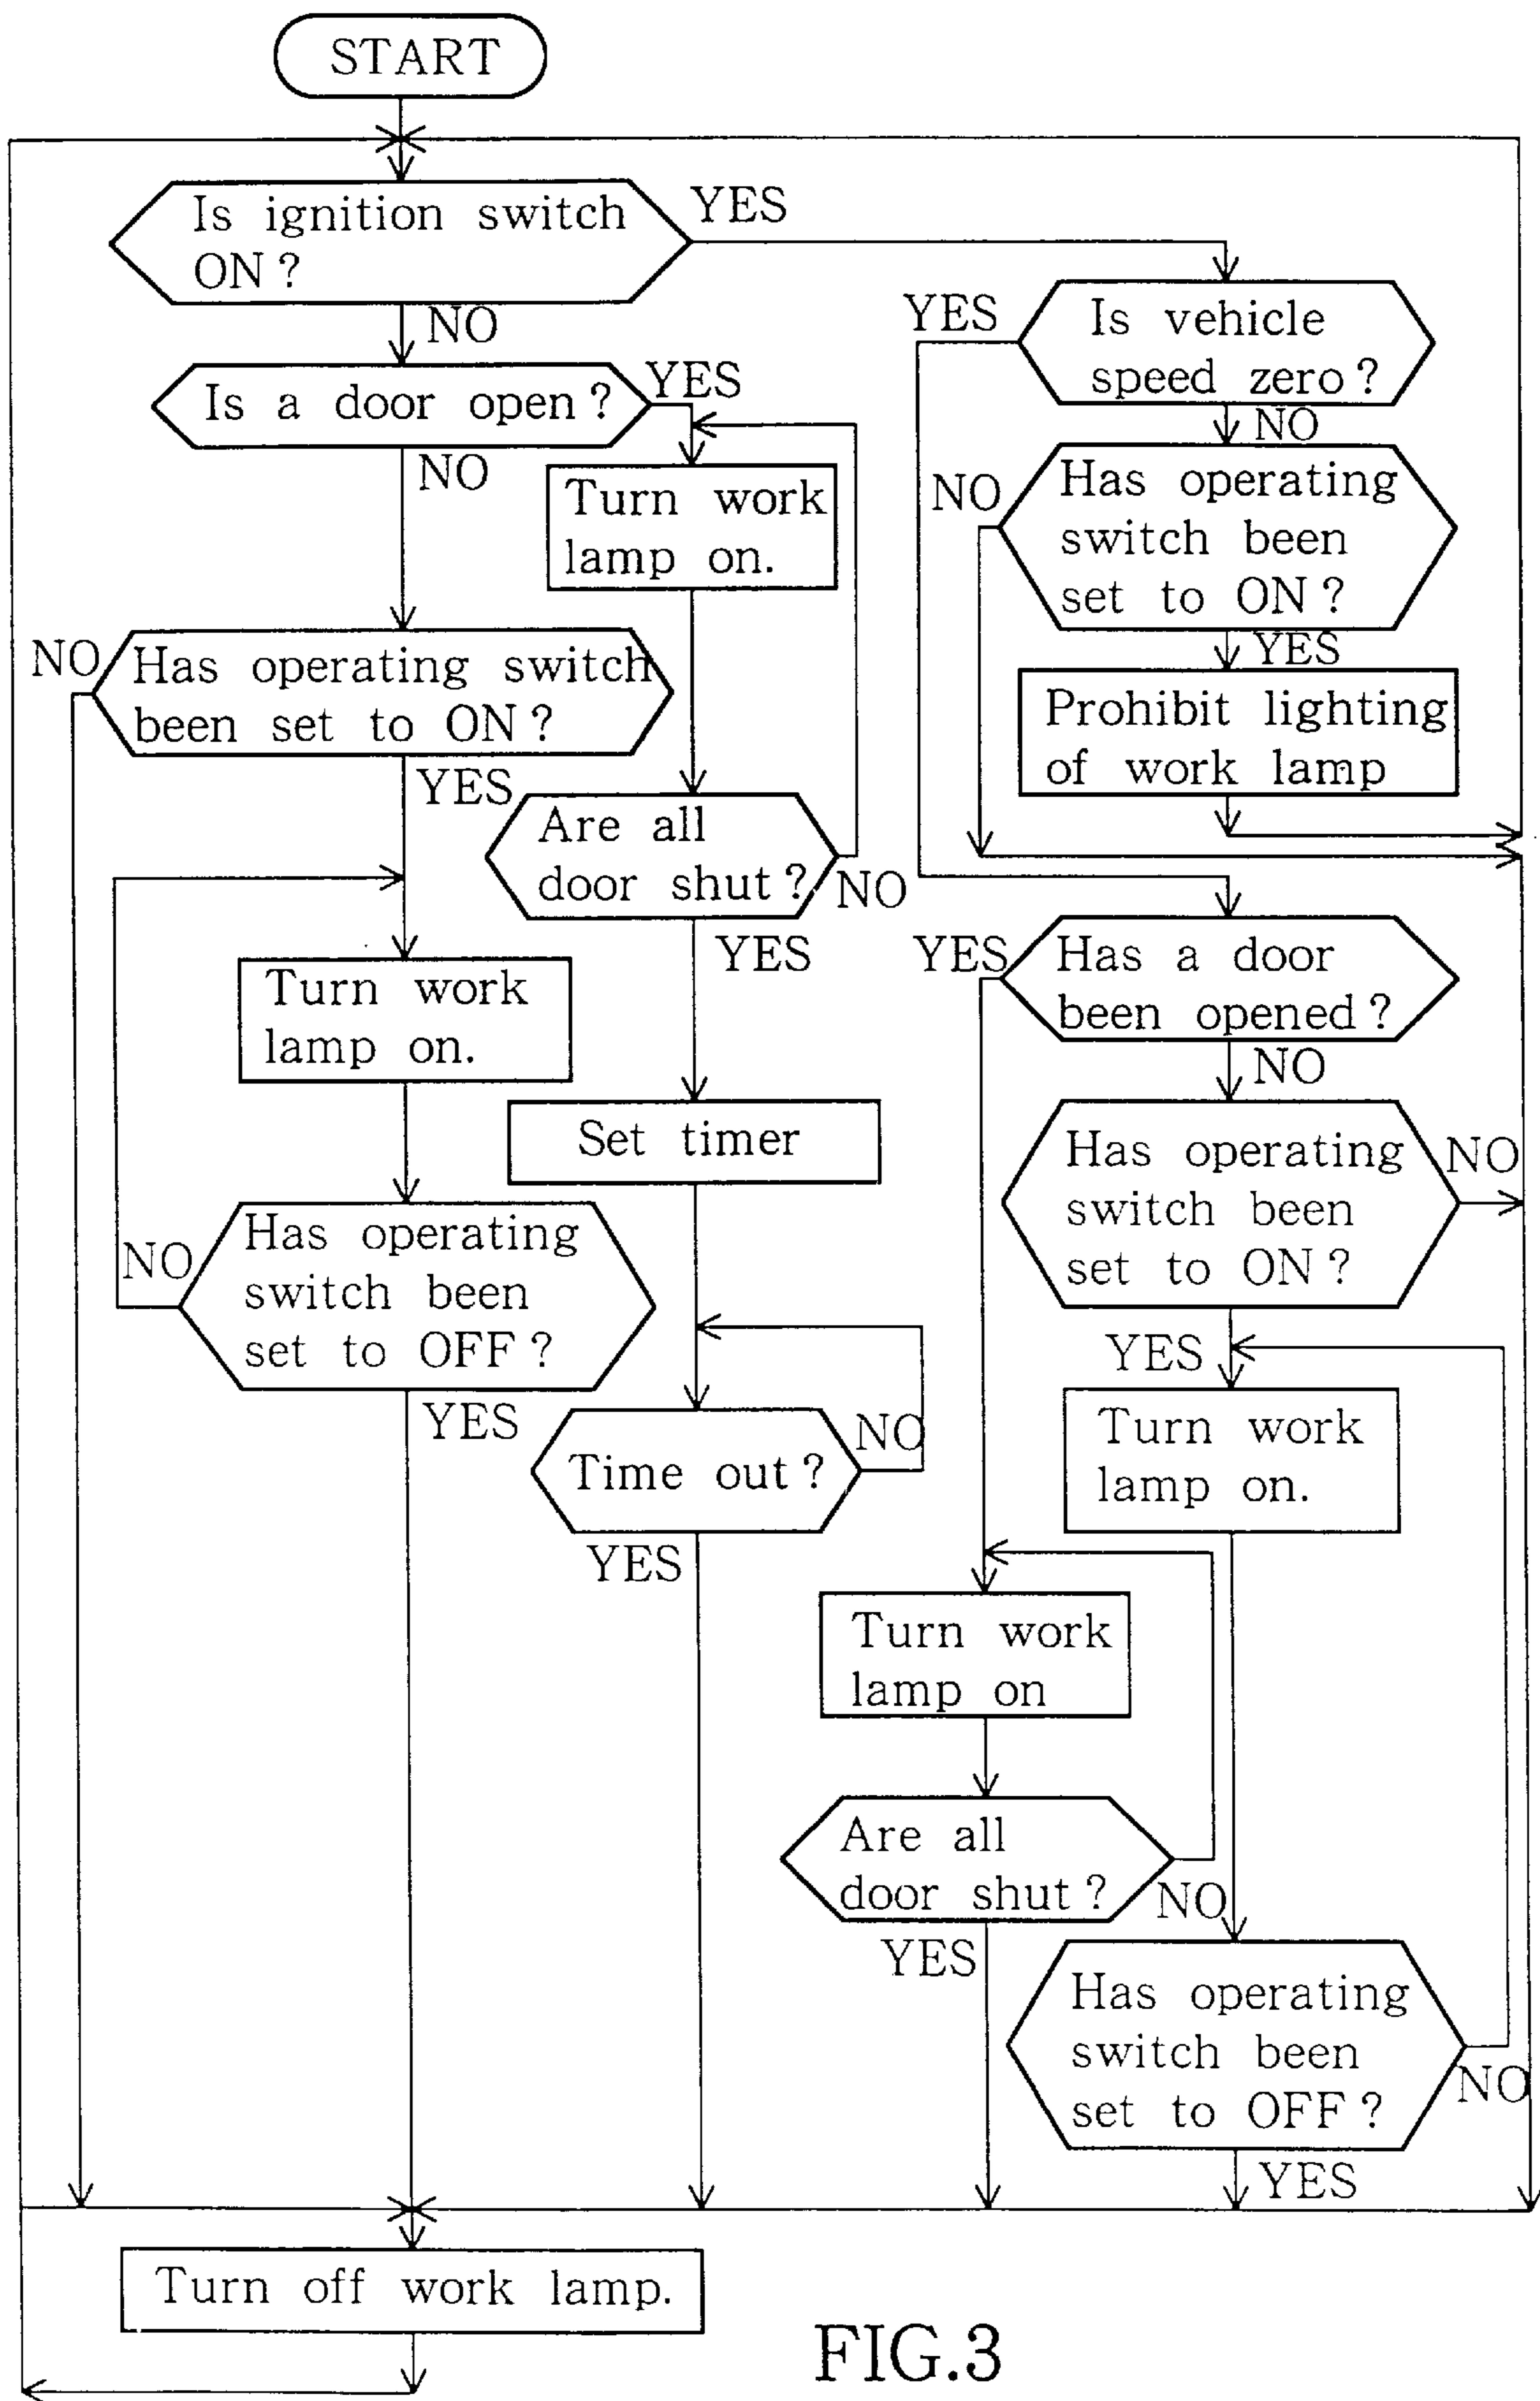 START
Is ignition switch
ON?
YES
NO
Is vehicle
speed zero?
YES
NO
Is a door open?
YES
NO
Turn work
lamp on.
Has operating
switch been
set to ON?
NO
YES
Prohibit lighting
of work lamp
Has operating switch
been set to ON?
NO
YES
Are all
door shut?
NO
YES
Has a door
been opened?
YES
NO
Turn work
lamp on.
Set timer
Has operating
switch been
set to ON?
NO
YES
Has operating
switch been
set to OFF?
NO
YES
Time out?
NO
YES
Turn work
lamp on.
Turn work
lamp on
Are all
door shut?
NO
YES
Has operating
switch been
set to OFF?
NO
YES
Turn off work lamp.
FIG.3